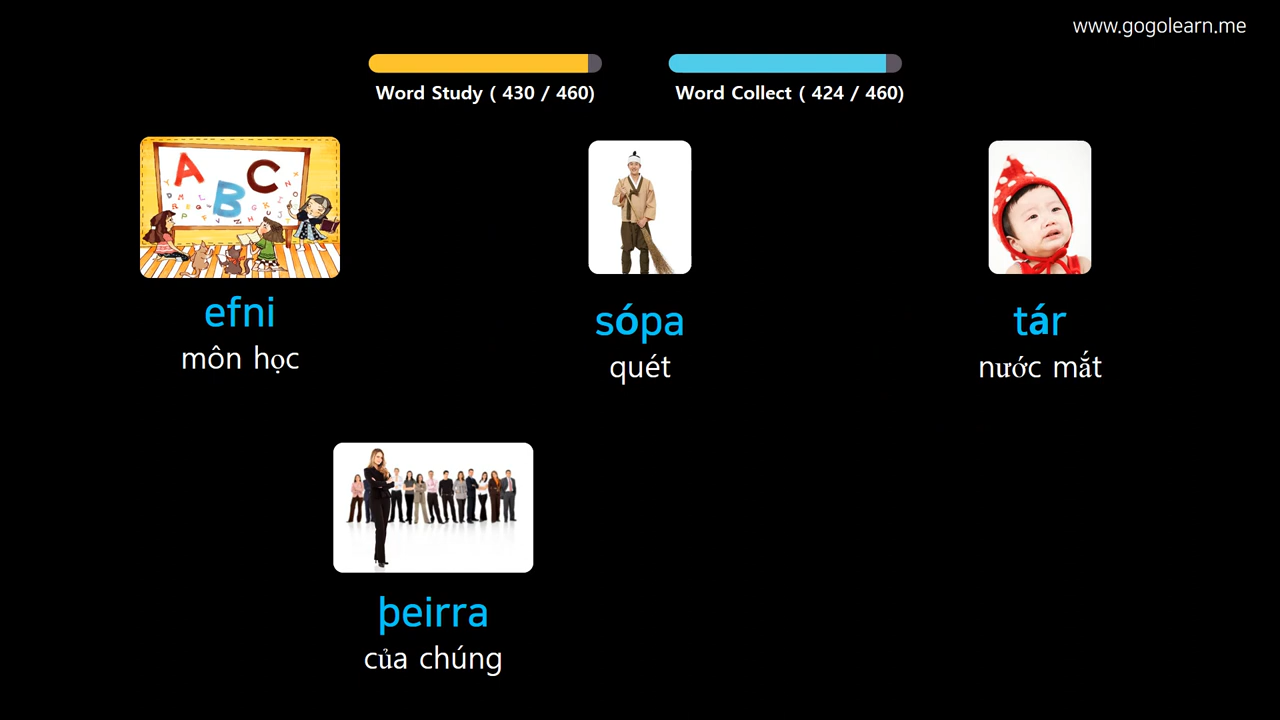 www.gogolearn.me
Word Study ( 430 / 460)
Word Collect ( 424 / 460)
A B C
efni
môn học
sópa
quét
tár
nước mắt
þeirra
của chúng